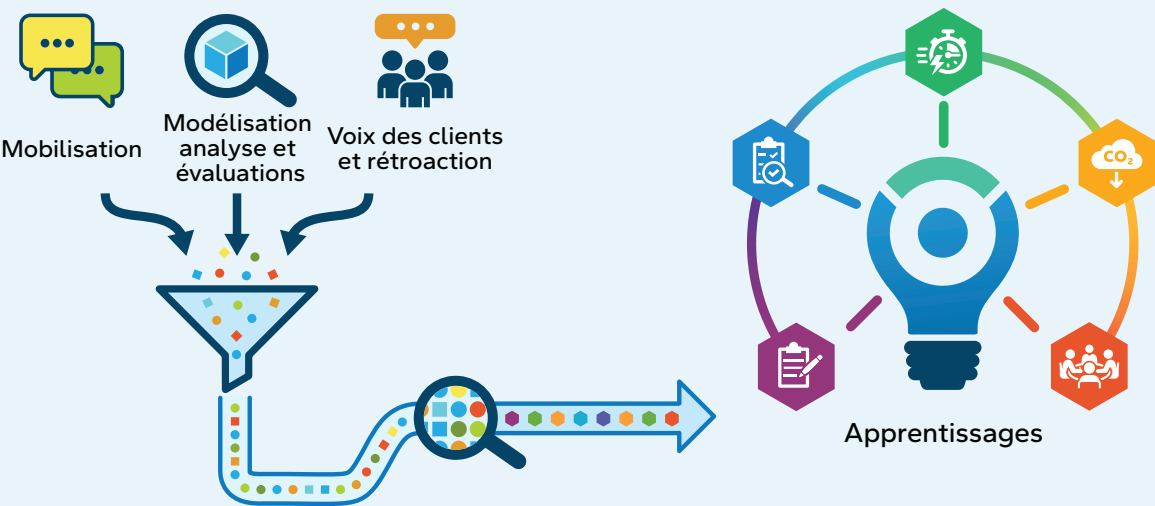 Mobilisation
Modélisation
analyse et
évaluations
Voix des clients
et rétroaction
CO₂
Apprentissages